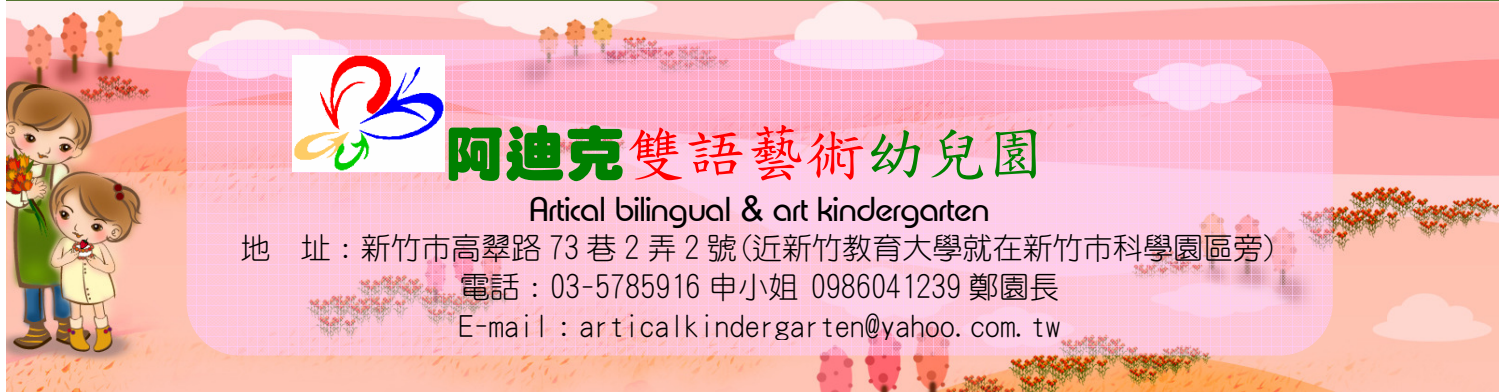 阿迪克雙語藝術幼兒園
Artical bilingual & art kindergarten
地　址：新竹市高翠路 73 巷 2 弄 2 號(近新竹教育大學就在新竹市科學園區旁)
電話：03-5785916 申小姐 0986041239 鄭園長
E-mail：articalkindergarten@yahoo.com.tw